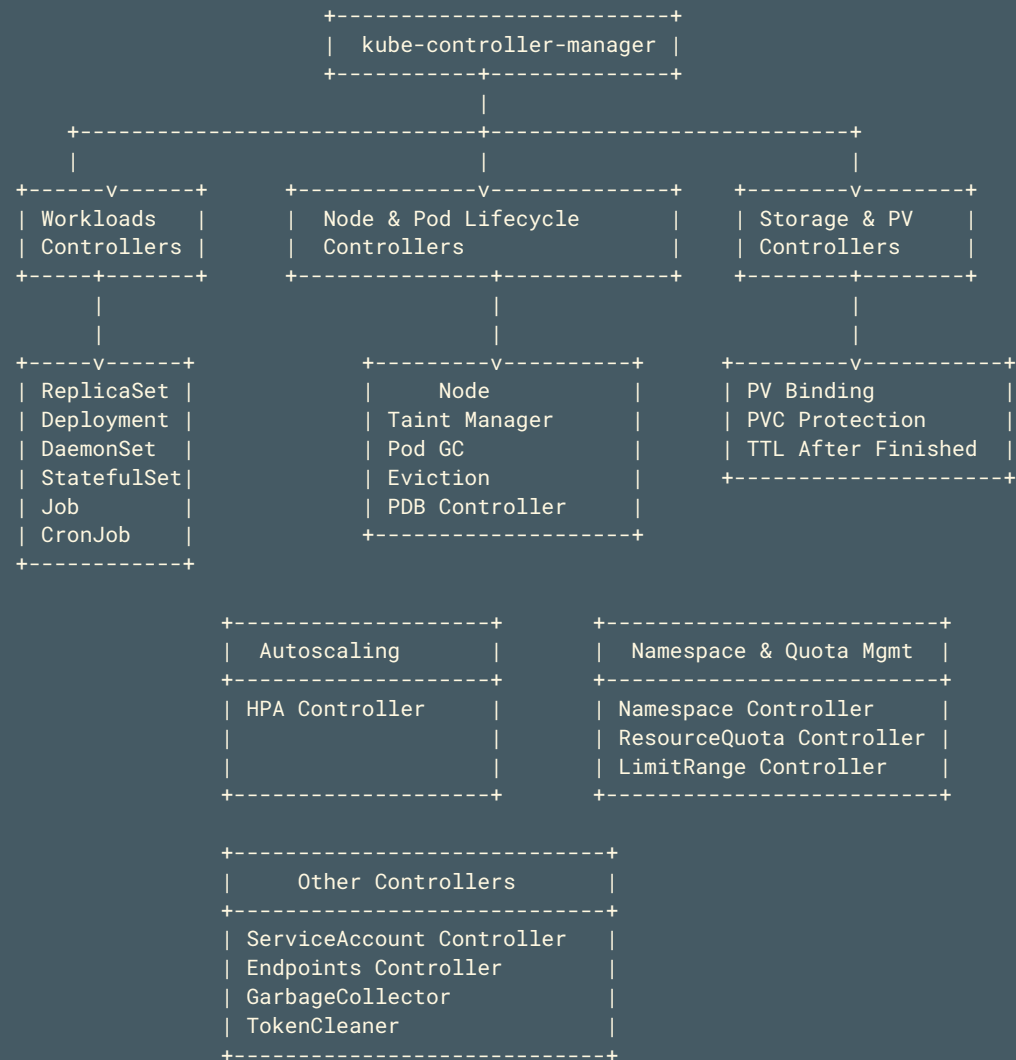 kube-controller-manager
Workloads
Controllers
Node & Pod Lifecycle
Controllers
Storage & PV
Controllers
ReplicaSet
Deployment
DaemonSet
StatefulSet
Job
CronJob
Node
Taint Manager
Pod GC
Eviction
PDB Controller
PV Binding
PVC Protection
TTL After Finished
Autoscaling
HPA Controller
Namespace & Quota Mgmt
Namespace Controller
ResourceQuota Controller
LimitRange Controller
Other Controllers
ServiceAccount Controller
Endpoints Controller
GarbageCollector
TokenCleaner